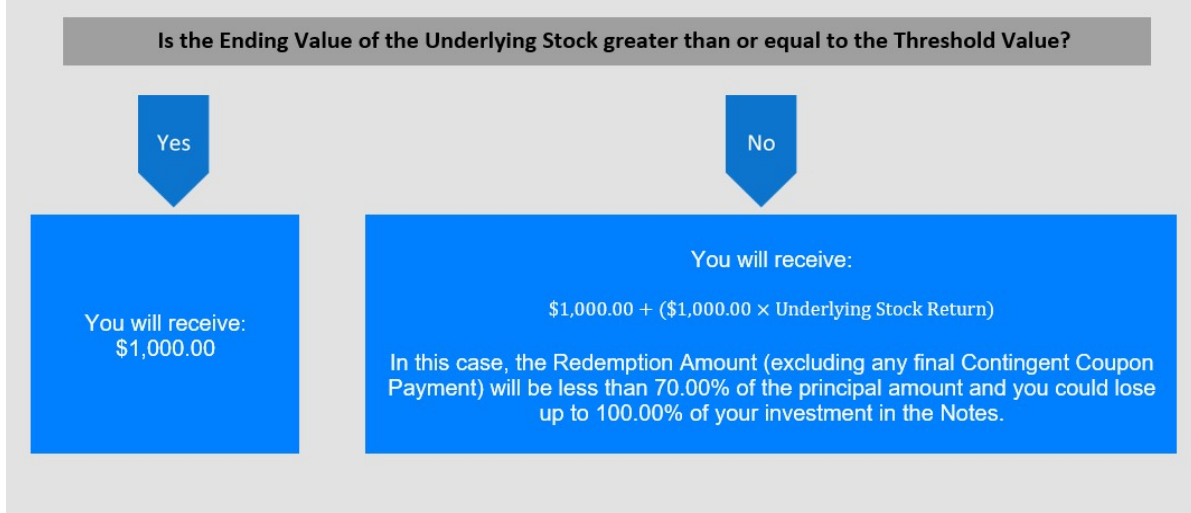 Is the Ending Value of the Underlying Stock greater than or equal to the Threshold Value?
Yes
No
You will receive:
$1,000.00
You will receive:
$1,000.00 + ($1,000.00 × Underlying Stock Return)
In this case, the Redemption Amount (excluding any final Contingent Coupon
Payment) will be less than 70.00% of the principal amount and you could lose
up to 100.00% of your investment in the Notes.